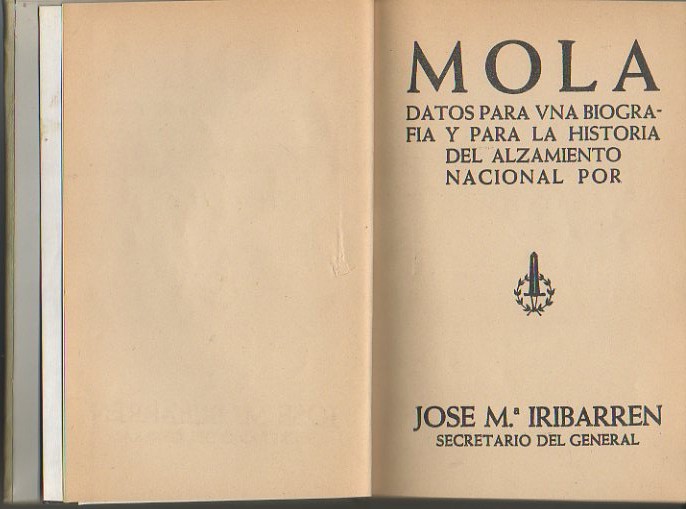 MOLA
DATOS PARA VNA BIOGRA-
FIA Y PARA LA HISTORIA
DEL ALZAMIENTO
NACIONAL POR
JOSE M.ª IRIBARREN
SECRETARIO DEL GENERAL